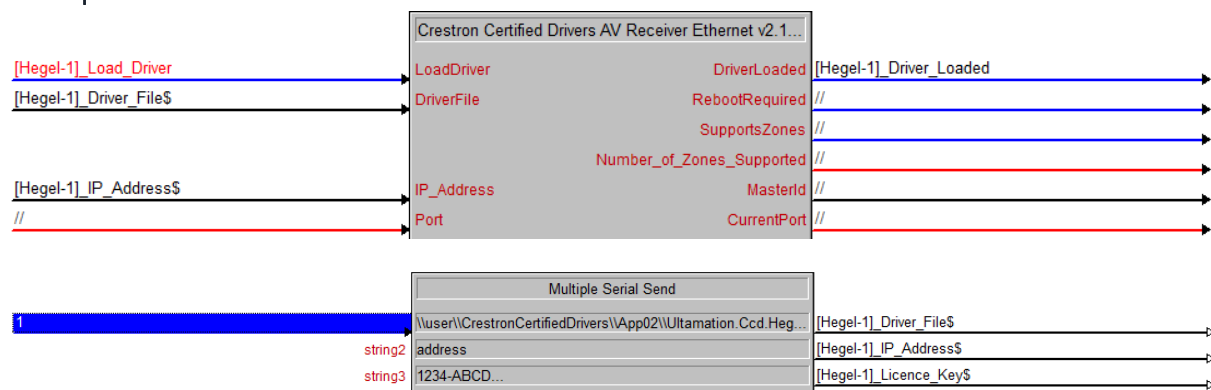 Crestron Certified Drivers AV Receiver Ethernet v2.1...
[Hegel-1]_Load_Driver LoadDriver DriverLoaded [Hegel-1]_Driver_Loaded
[Hegel-1]_Driver_File$ DriverFile RebootRequired //
SupportsZones //
Number_of_Zones_Supported //
[Hegel-1]_IP_Address$ IP_Address MasterId //
// Port CurrentPort //
Multiple Serial Send
1 \\user\\CrestronCertifiedDrivers\\App02\\Ultamation.Ccd.Heg... [Hegel-1]_Driver_File$
string2 address [Hegel-1]_IP_Address$
string3 1234-ABCD... [Hegel-1]_Licence_Key$